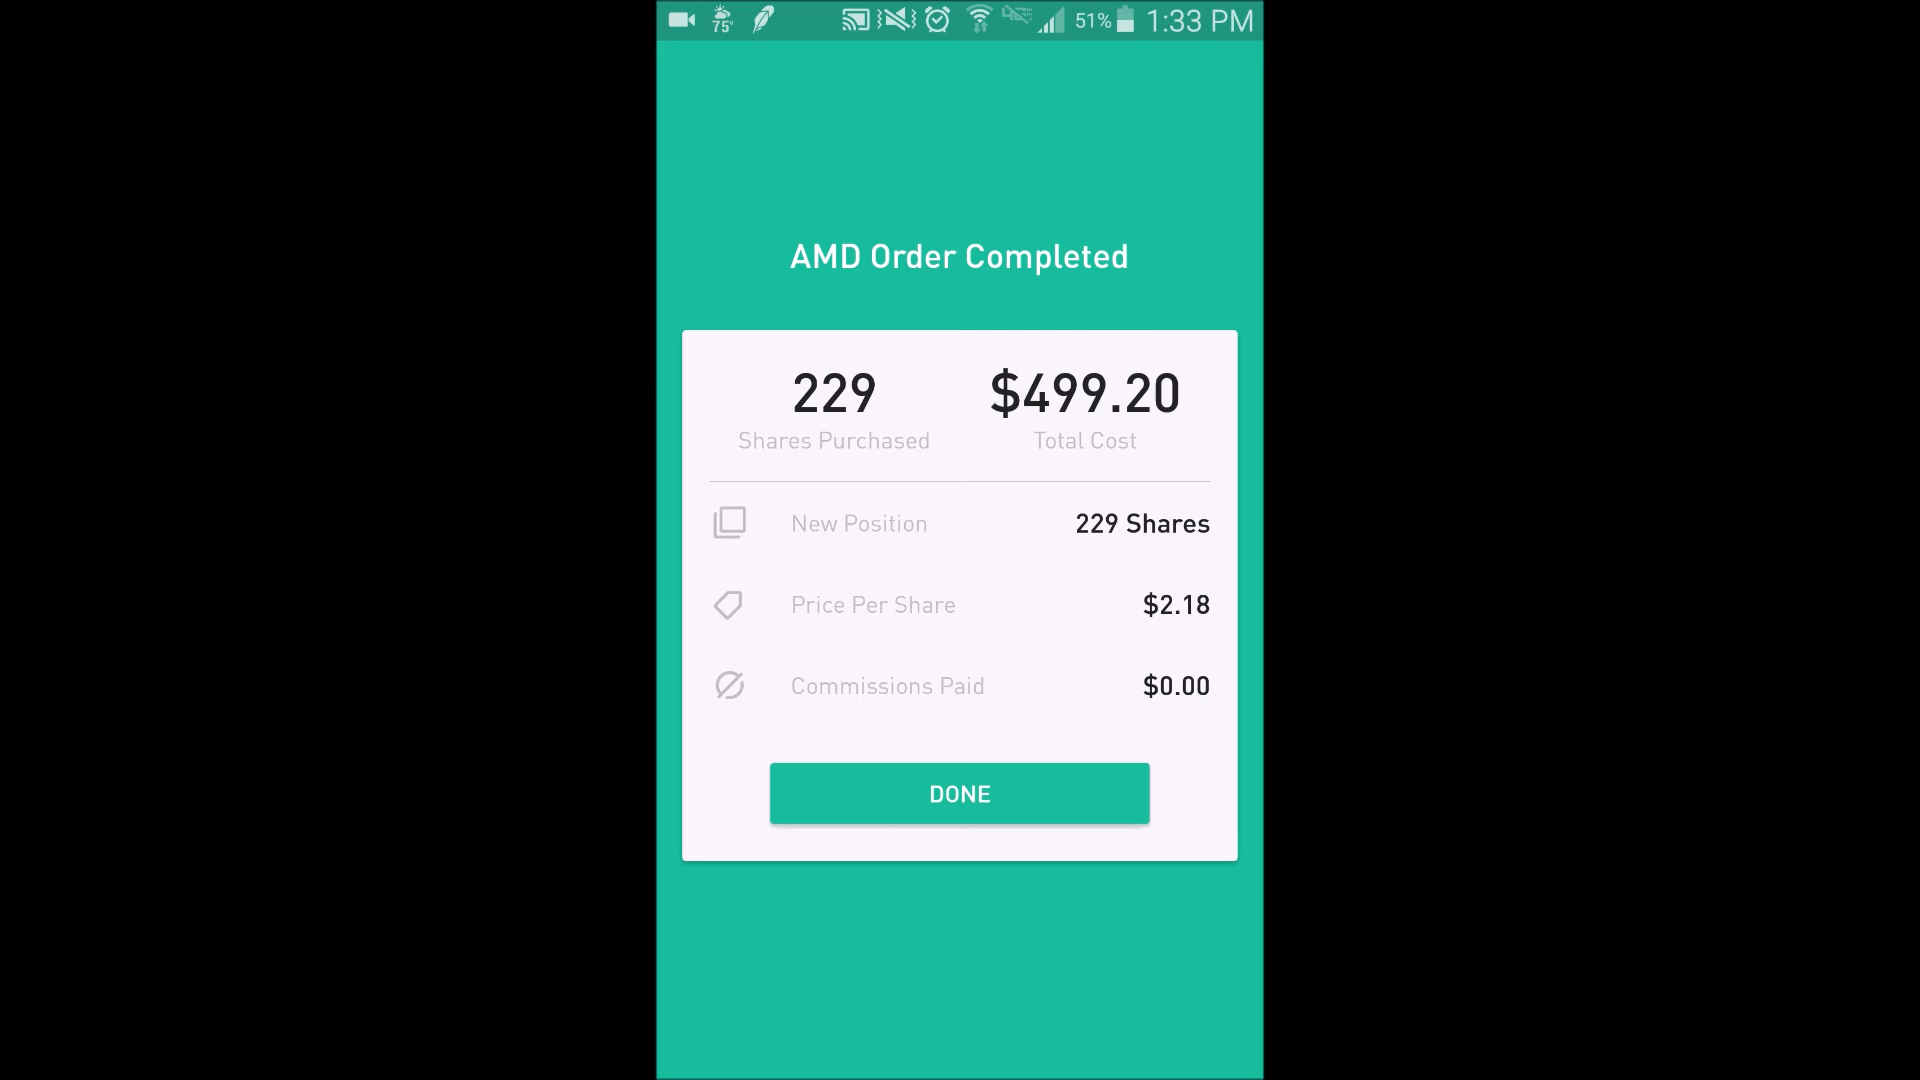 75° 51% 1:33 PM
AMD Order Completed
229 $499.20
Shares Purchased Total Cost
New Position 229 Shares
Price Per Share $2.18
Commissions Paid $0.00
DONE